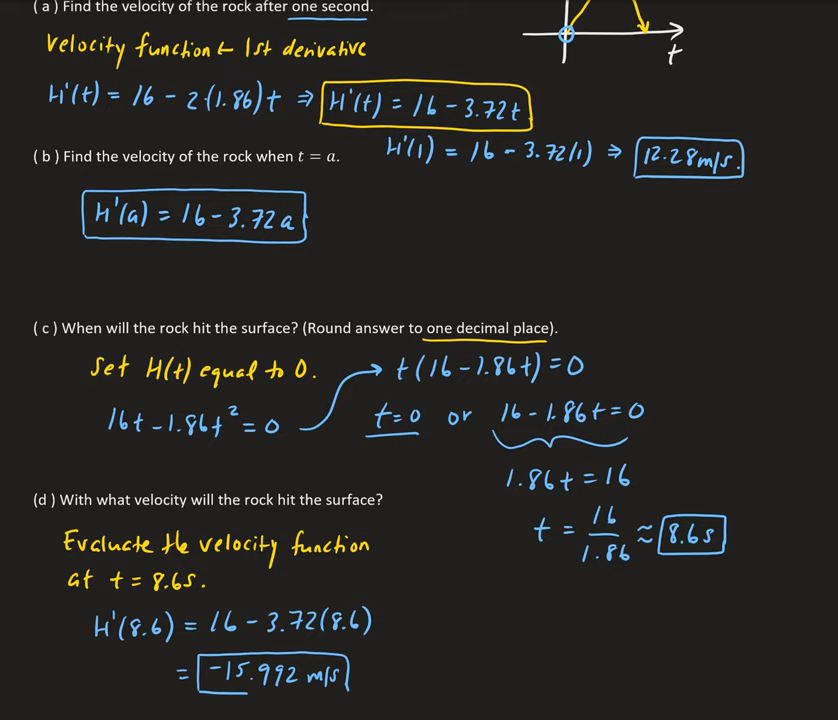 ( a ) Find the velocity of the rock after one second.
Velocity function ← 1st derivative
t
H'(t) = 16 - 2(1.86)t ⇒ H'(t) = 16 - 3.72t
H'(1) = 16 - 3.72(1) ⇒ 12.28 m/s.
( b ) Find the velocity of the rock when t = a.
H'(a) = 16 - 3.72a
( c ) When will the rock hit the surface? (Round answer to one decimal place).
Set H(t) equal to 0.
16t - 1.86t² = 0
t(16 - 1.86t) = 0
t = 0 or 16 - 1.86t = 0
1.86t = 16
t = 16/1.86 ≈ 8.6s
(d ) With what velocity will the rock hit the surface?
Evaluate the velocity function
at t = 8.6s.
H'(8.6) = 16 - 3.72(8.6)
= -15.992 m/s